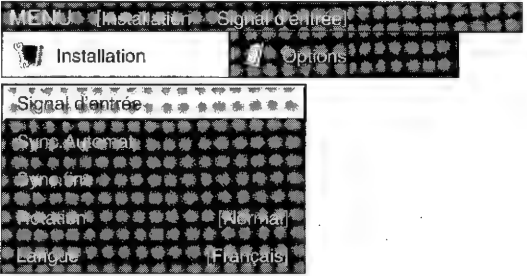 MENU [Installation - Signal d'entrée]
Installation Options
Signal d'entrée
Sync.Automat
Sync.fine
Rotation [Normal]
Langue [Français]